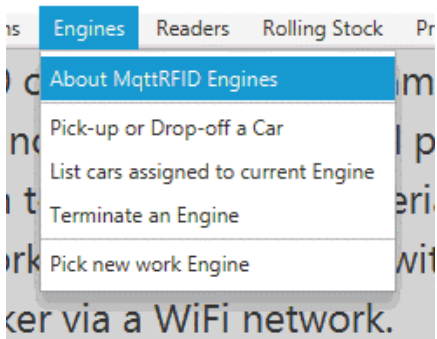 Engines Readers Rolling Stock
About MqttRFID Engines
Pick-up or Drop-off a Car
List cars assigned to current Engine
Terminate an Engine
Pick new work Engine
via a WiFi network.